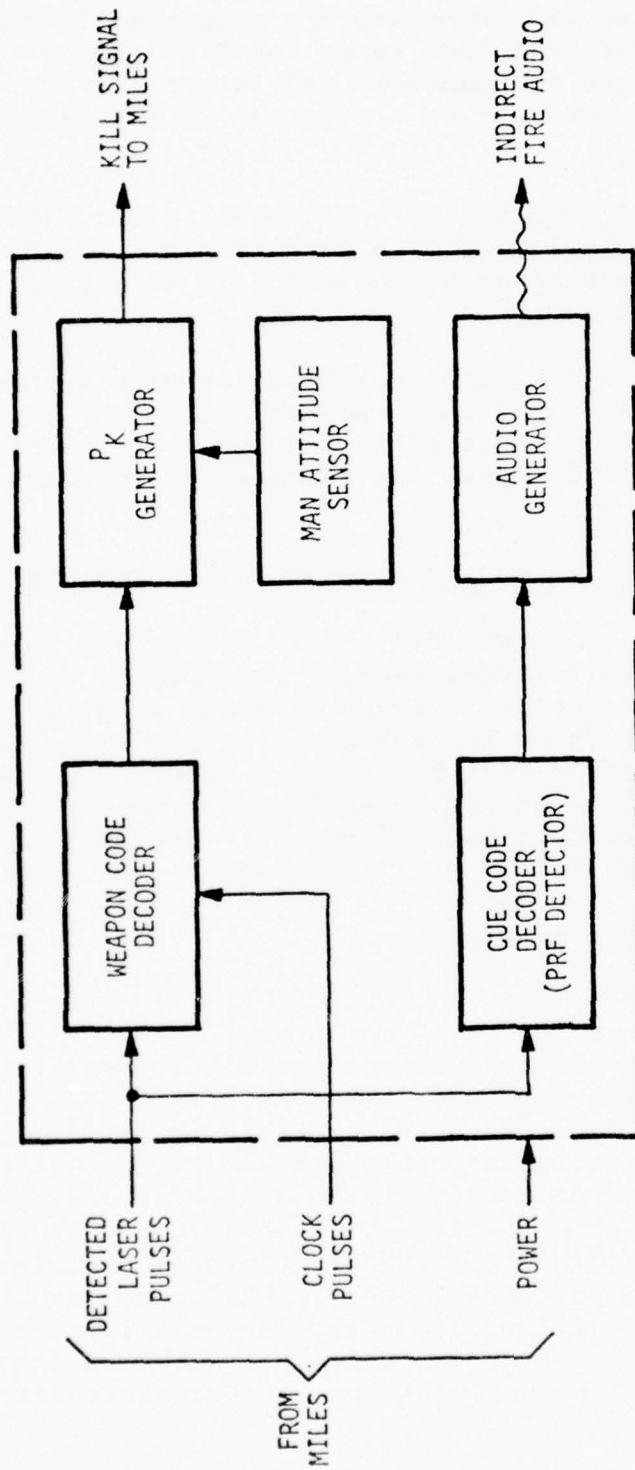 FROM
MILES
DETECTED
LASER
PULSES
CLOCK
PULSES
POWER
WEAPON CODE
DECODER
CUE CODE
DECODER
(PRF DETECTOR)
PK
GENERATOR
MAN ATTITUDE
SENSOR
AUDIO
GENERATOR
KILL SIGNAL
TO MILES
INDIRECT
FIRE AUDIO